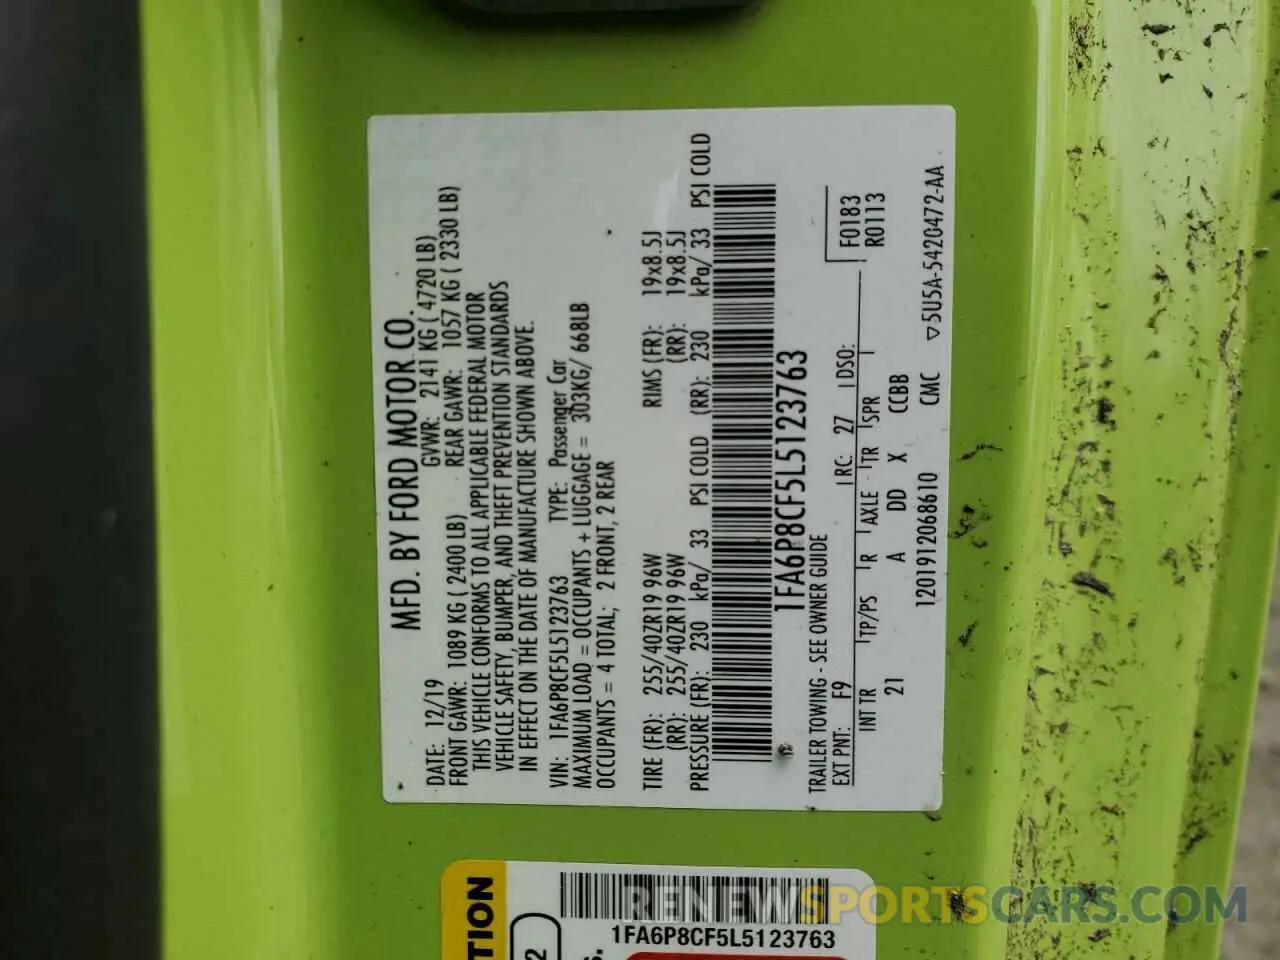 MFD. BY FORD MOTOR CO.
DATE: 12/19 GVWR: 2141 KG ( 4720 LB)
FRONT GAWR: 1089 KG ( 2400 LB) REAR GAWR: 1057 KG ( 2330 LB)
THIS VEHICLE CONFORMS TO ALL APPLICABLE FEDERAL MOTOR
VEHICLE SAFETY, BUMPER, AND THEFT PREVENTION STANDARDS
IN EFFECT ON THE DATE OF MANUFACTURE SHOWN ABOVE.
VIN: 1FA6P8CF5L5123763 TYPE: Passenger Car
MAXIMUM LOAD = OCCUPANTS + LUGGAGE = 303KG/ 668LB
OCCUPANTS = 4 TOTAL; 2 FRONT, 2 REAR
TIRE (FR): 255/40ZR19 96W RIMS (FR): 19x8.5J
(RR): 255/40ZR19 96W (RR): 19x8.5J
PRESSURE (FR): 230 kPa/ 33 PSI COLD (RR): 230 kPa/ 33 PSI COLD
1FA6P8CF5L5123763
TRAILER TOWING - SEE OWNER GUIDE F0183
R0113
EXT PNT: F9 RC: 27 DSO:
INT TR TP/PS R AXLE TR SPR
21 A DD X CCBB
1201912068610 CMC ▽5U5A-5420472-AA
TION
2
S.
1FA6P8CF5L5123763
RENEWSPORTSCARS.COM